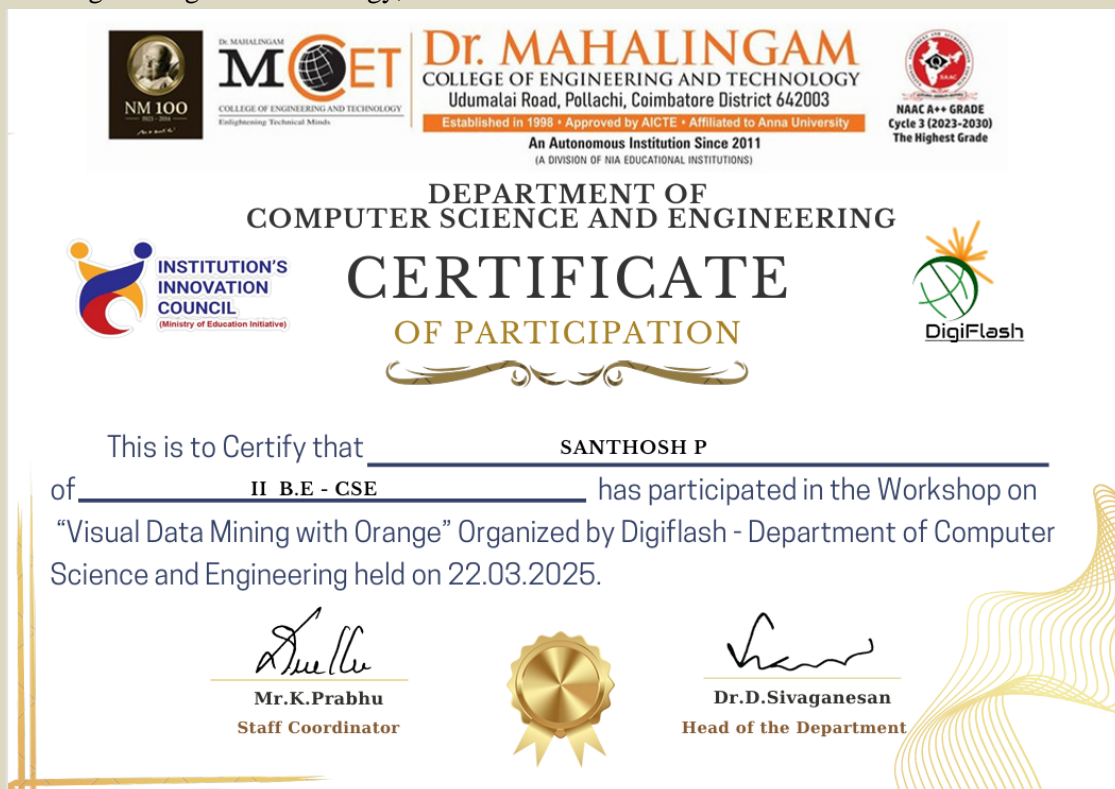 NM 100
1923 - 2014
Dr. MAHALINGAM
MCET
COLLEGE OF ENGINEERING AND TECHNOLOGY
Enlightening Technical Minds
Dr. MAHALINGAM
COLLEGE OF ENGINEERING AND TECHNOLOGY
Udumalai Road, Pollachi, Coimbatore District 642003
Established in 1998 • Approved by AICTE • Affiliated to Anna University
An Autonomous Institution Since 2011
(A DIVISION OF NIA EDUCATIONAL INSTITUTIONS)
NAAC A++ GRADE
Cycle 3 (2023-2030)
The Highest Grade
DEPARTMENT OF
COMPUTER SCIENCE AND ENGINEERING
INSTITUTION'S
INNOVATION
COUNCIL
(Ministry of Education Initiative)
CERTIFICATE
OF PARTICIPATION
DigiFlash
This is to Certify that SANTHOSH P
of II B.E - CSE has participated in the Workshop on
“Visual Data Mining with Orange” Organized by Digiflash - Department of Computer
Science and Engineering held on 22.03.2025.
Mr.K.Prabhu
Staff Coordinator
Dr.D.Sivaganesan
Head of the Department